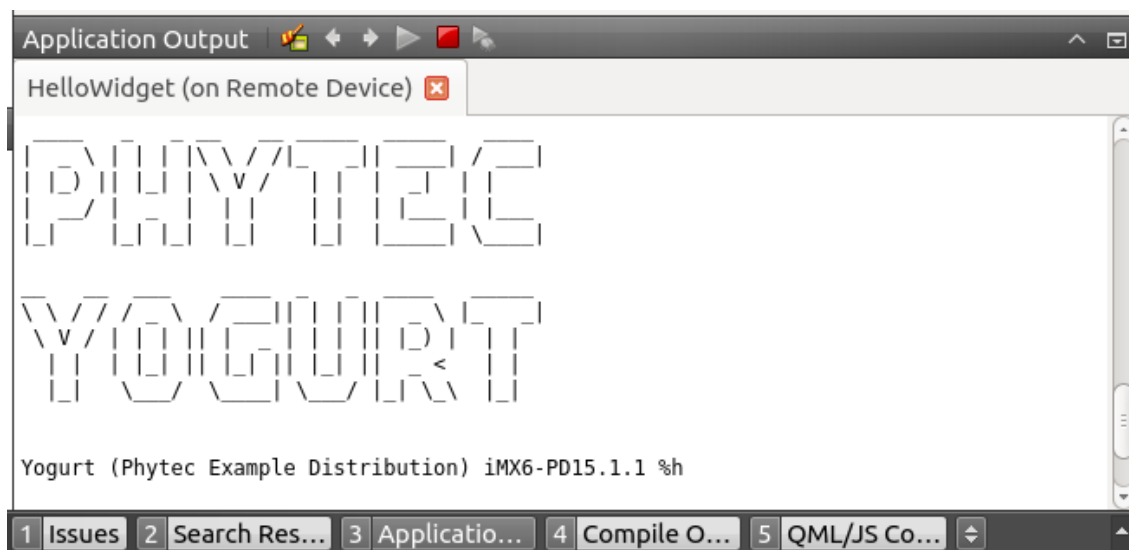 Application Output
HelloWidget (on Remote Device)
PHYTEC
YOGURT
Yogurt (Phytec Example Distribution) iMX6-PD15.1.1 %h
1 Issues 2 Search Res... 3 Applicatio... 4 Compile O... 5 QML/JS Co...